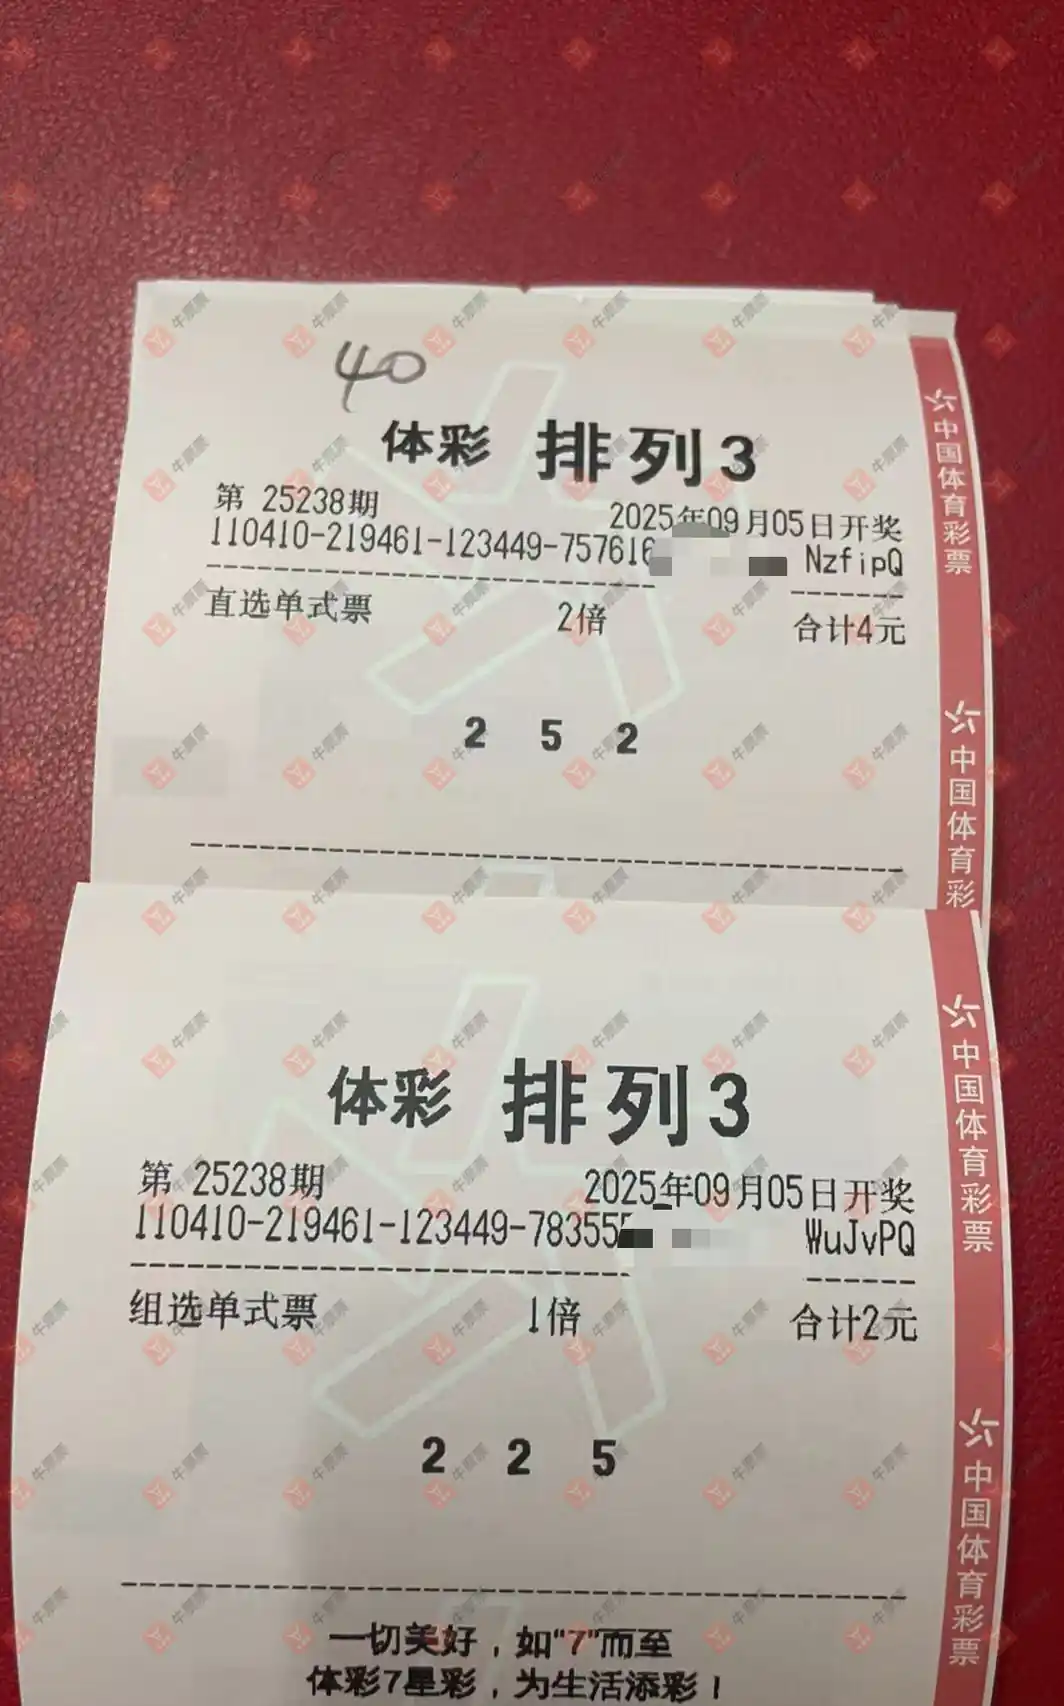 40
体彩 排列3
第 25238期 2025年09月05日开奖
110410-219461-123449-757616 NzfipQ
直选单式票 2倍 合计4元
2 5 2
体彩 排列3
第 25238期 2025年09月05日开奖
110410-219461-123449-783555 WuJvPQ
组选单式票 1倍 合计2元
2 2 5
一切美好，如"7"而至
体彩7星彩，为生活添彩！
中国体育彩票
中国体育彩
中国体育彩票
中国体育彩票